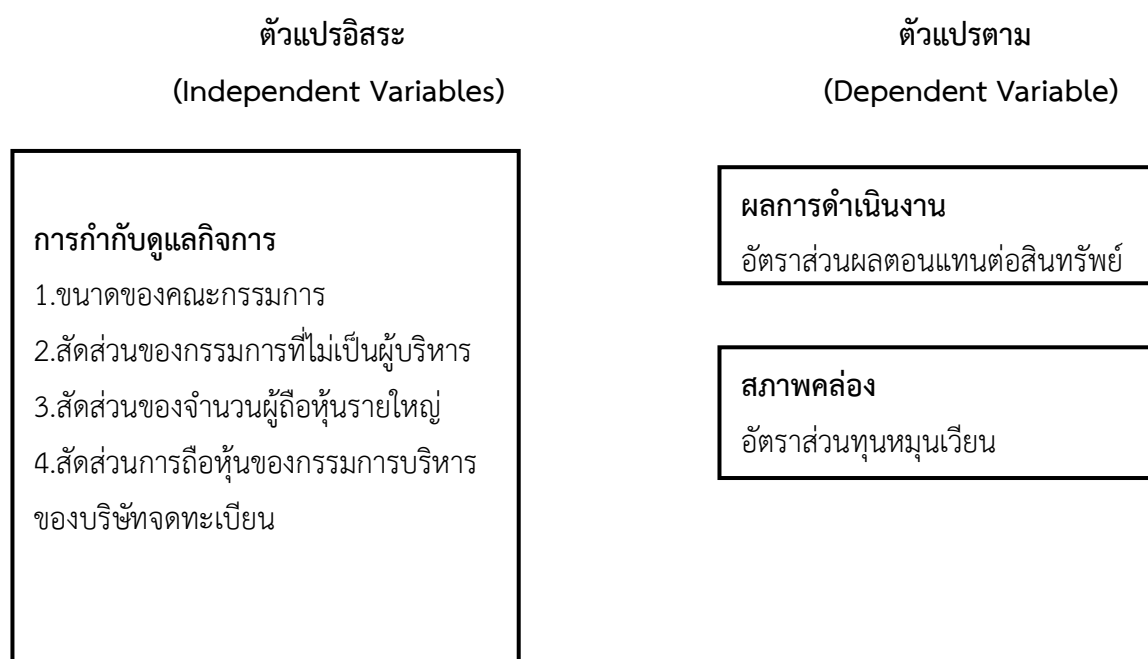 ตัวแปรอิสระ
(Independent Variables)
ตัวแปรตาม
(Dependent Variable)
การกำกับดูแลกิจการ
1.ขนาดของคณะกรรมการ
2.สัดส่วนของกรรมการที่ไม่เป็นผู้บริหาร
3.สัดส่วนของจำนวนผู้ถือหุ้นรายใหญ่
4.สัดส่วนการถือหุ้นของกรรมการบริหาร
ของบริษัทจดทะเบียน
ผลการดำเนินงาน
อัตราส่วนผลตอนแทนต่อสินทรัพย์
สภาพคล่อง
อัตราส่วนทุนหมุนเวียน